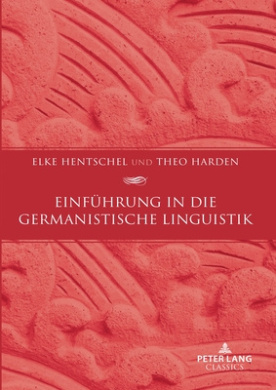 ELKE HENTSCHEL UND THEO HARDEN
EINFÜHRUNG IN DIE
GERMANISTISCHE LINGUISTIK
PETER LANG
CLASSICS